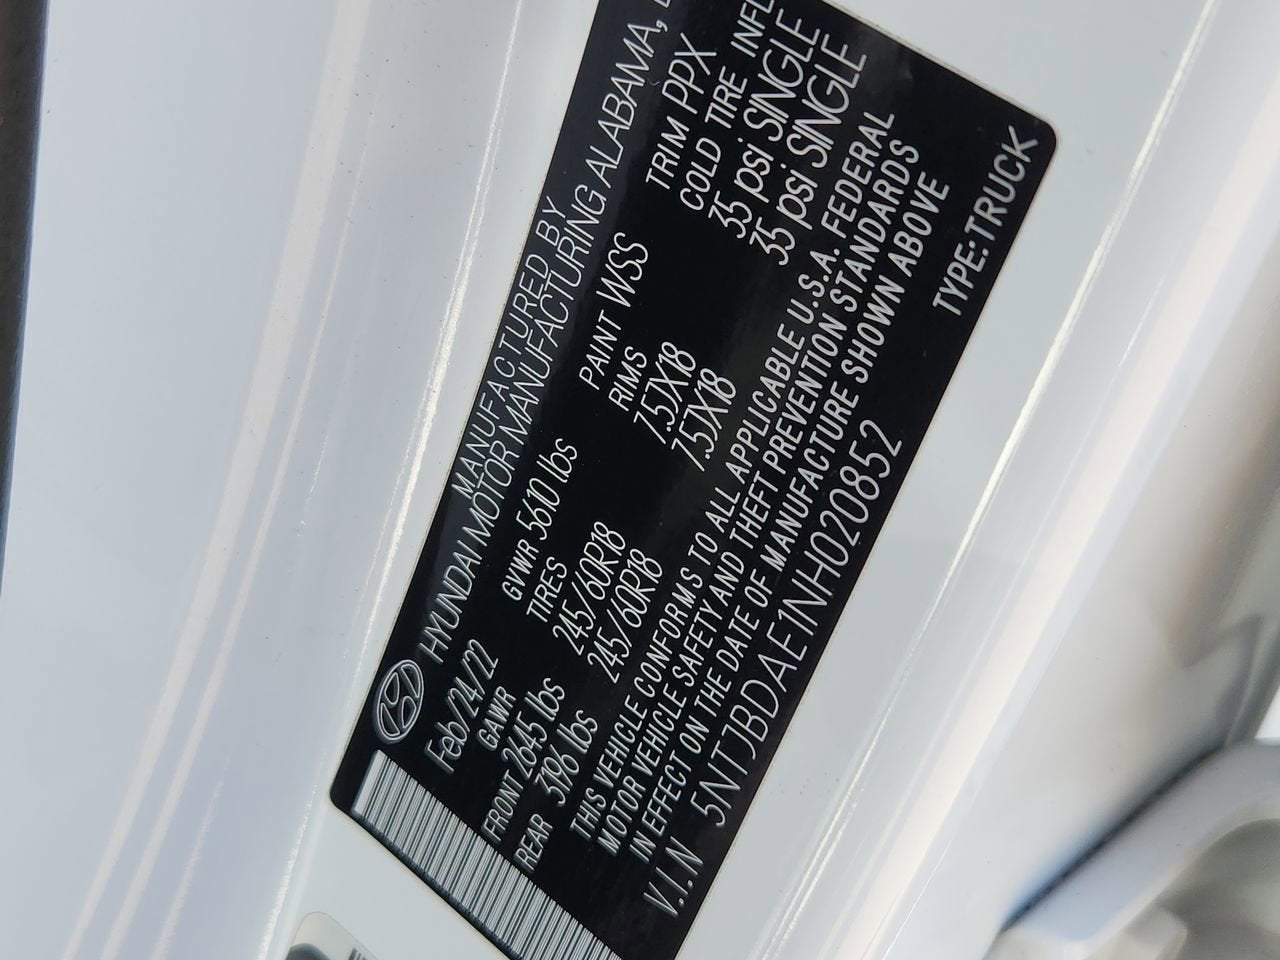 MANUFACTURED BY
HYUNDAI MOTOR MANUFACTURING ALABAMA,
Feb/24/22 GVWR 5610 lbs PAINT WSS TRIM PPX
GAWR TIRES RIMS COLD TIRE INFL
FRONT 2645 lbs 245/60R18 7.5JX18 35 psi SINGLE
REAR 3196 lbs 245/60R18 7.5JX18 35 psi SINGLE
THIS VEHICLE CONFORMS TO ALL APPLICABLE U.S.A. FEDERAL
MOTOR VEHICLE SAFETY AND THEFT PREVENTION STANDARDS
IN EFFECT ON THE DATE OF MANUFACTURE SHOWN ABOVE
V.I.N 5NTJBDAE1NH020852 TYPE:TRUCK